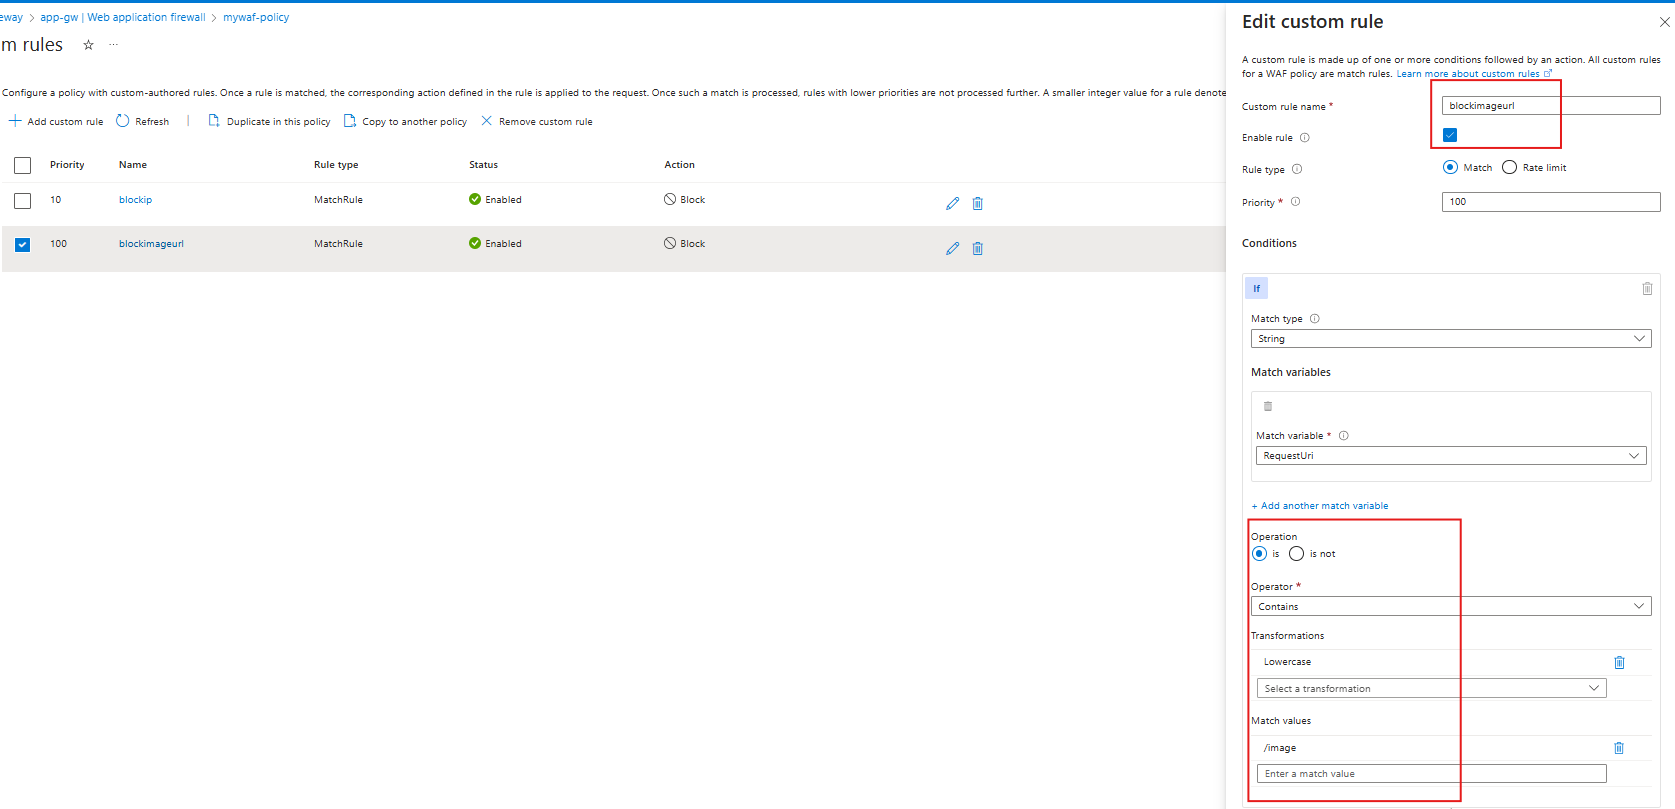 eway > app-gw | Web application firewall > mywaf-policy
m rules ☆ ...
Configure a policy with custom-authored rules. Once a rule is matched, the corresponding action defined in the rule is applied to the request. Once such a match is processed, rules with lower priorities are not processed further. A smaller integer value for a rule denote
Add custom rule Refresh | Duplicate in this policy Copy to another policy Remove custom rule
Priority Name Rule type Status Action
10 blockip MatchRule Enabled Block
100 blockimageurl MatchRule Enabled Block
Edit custom rule
A custom rule is made up of one or more conditions followed by an action. All custom rules
for a WAF policy are match rules. Learn more about custom rules
Custom rule name * blockimageurl
Enable rule
Rule type Match Rate limit
Priority * 100
Conditions
If
Match type
String
Match variables
Match variable *
RequestUri
+ Add another match variable
Operation
is is not
Operator *
Contains
Transformations
Lowercase
Select a transformation
Match values
/image
Enter a match value